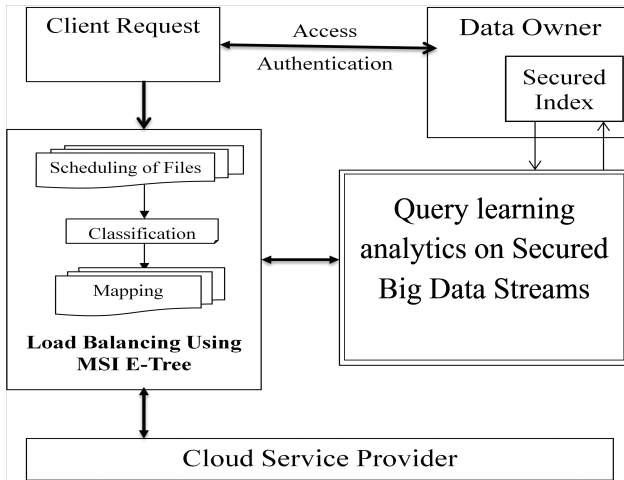 Client Request
Access
Authentication
Data Owner
Secured
Index
Scheduling of Files
Classification
Mapping
Load Balancing Using
MSI E-Tree
Query learning
analytics on Secured
Big Data Streams
Cloud Service Provider